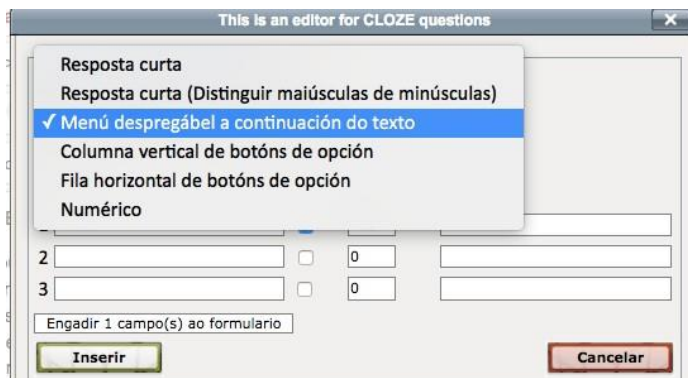 This is an editor for CLOZE questions
Resposta curta
Resposta curta (Distinguir maiúsculas de minúsculas)
✓ Menú despregábel a continuación do texto
Columna vertical de botóns de opción
Fila horizontal de botóns de opción
Numérico
2 0
3 0
Engadir 1 campo(s) ao formulario
Inserir Cancelar